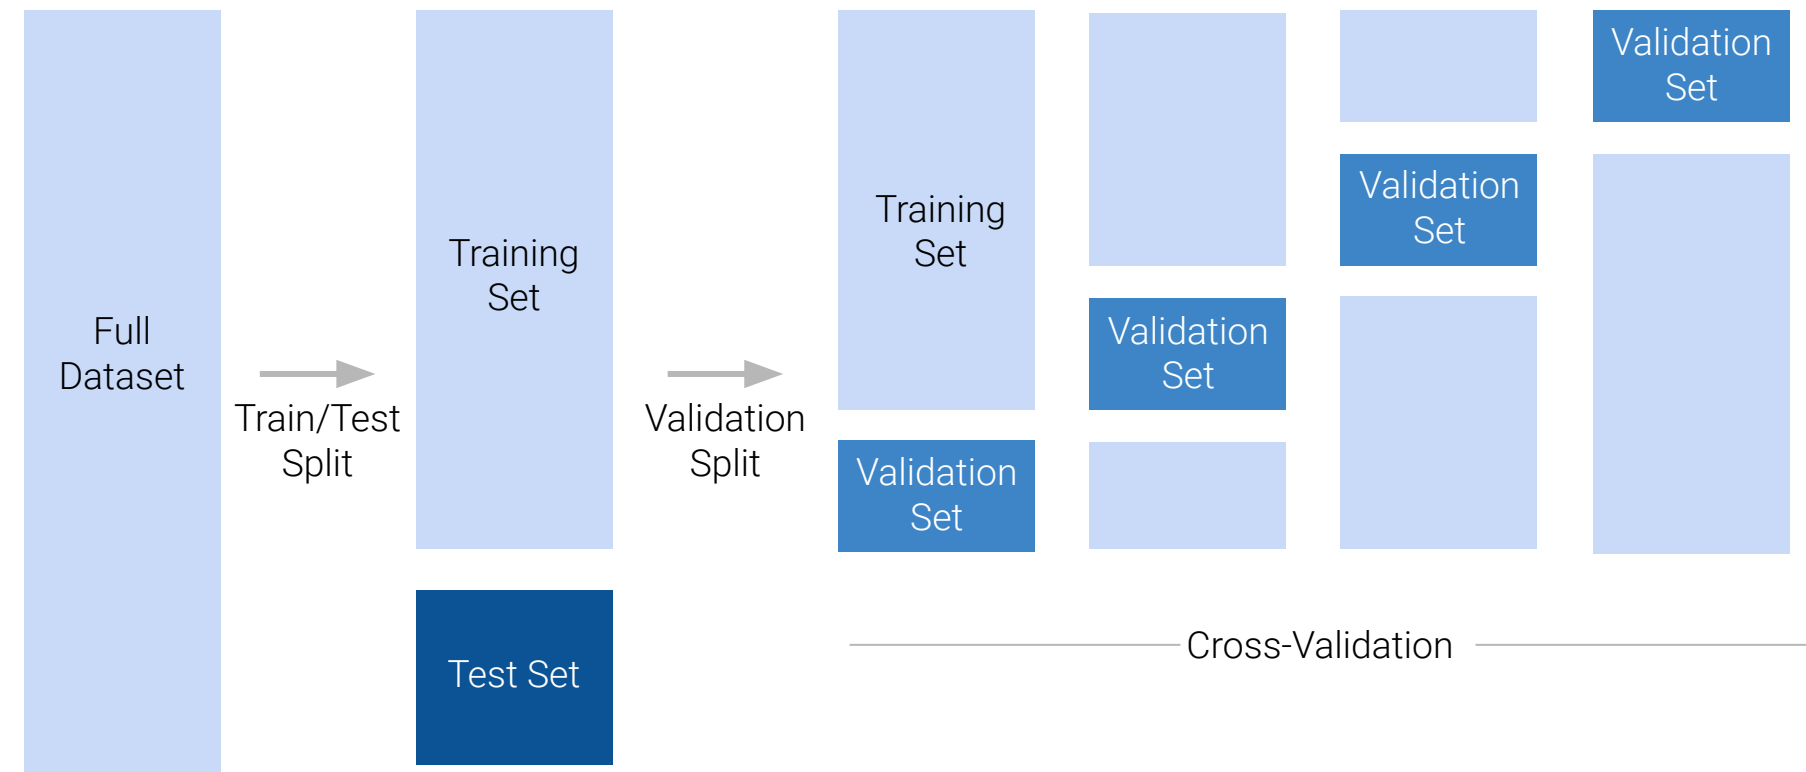 Full
Dataset
Train/Test
Split
Training
Set
Test Set
Validation
Split
Training
Set
Validation
Set
Validation
Set
Validation
Set
Validation
Set
Cross-Validation